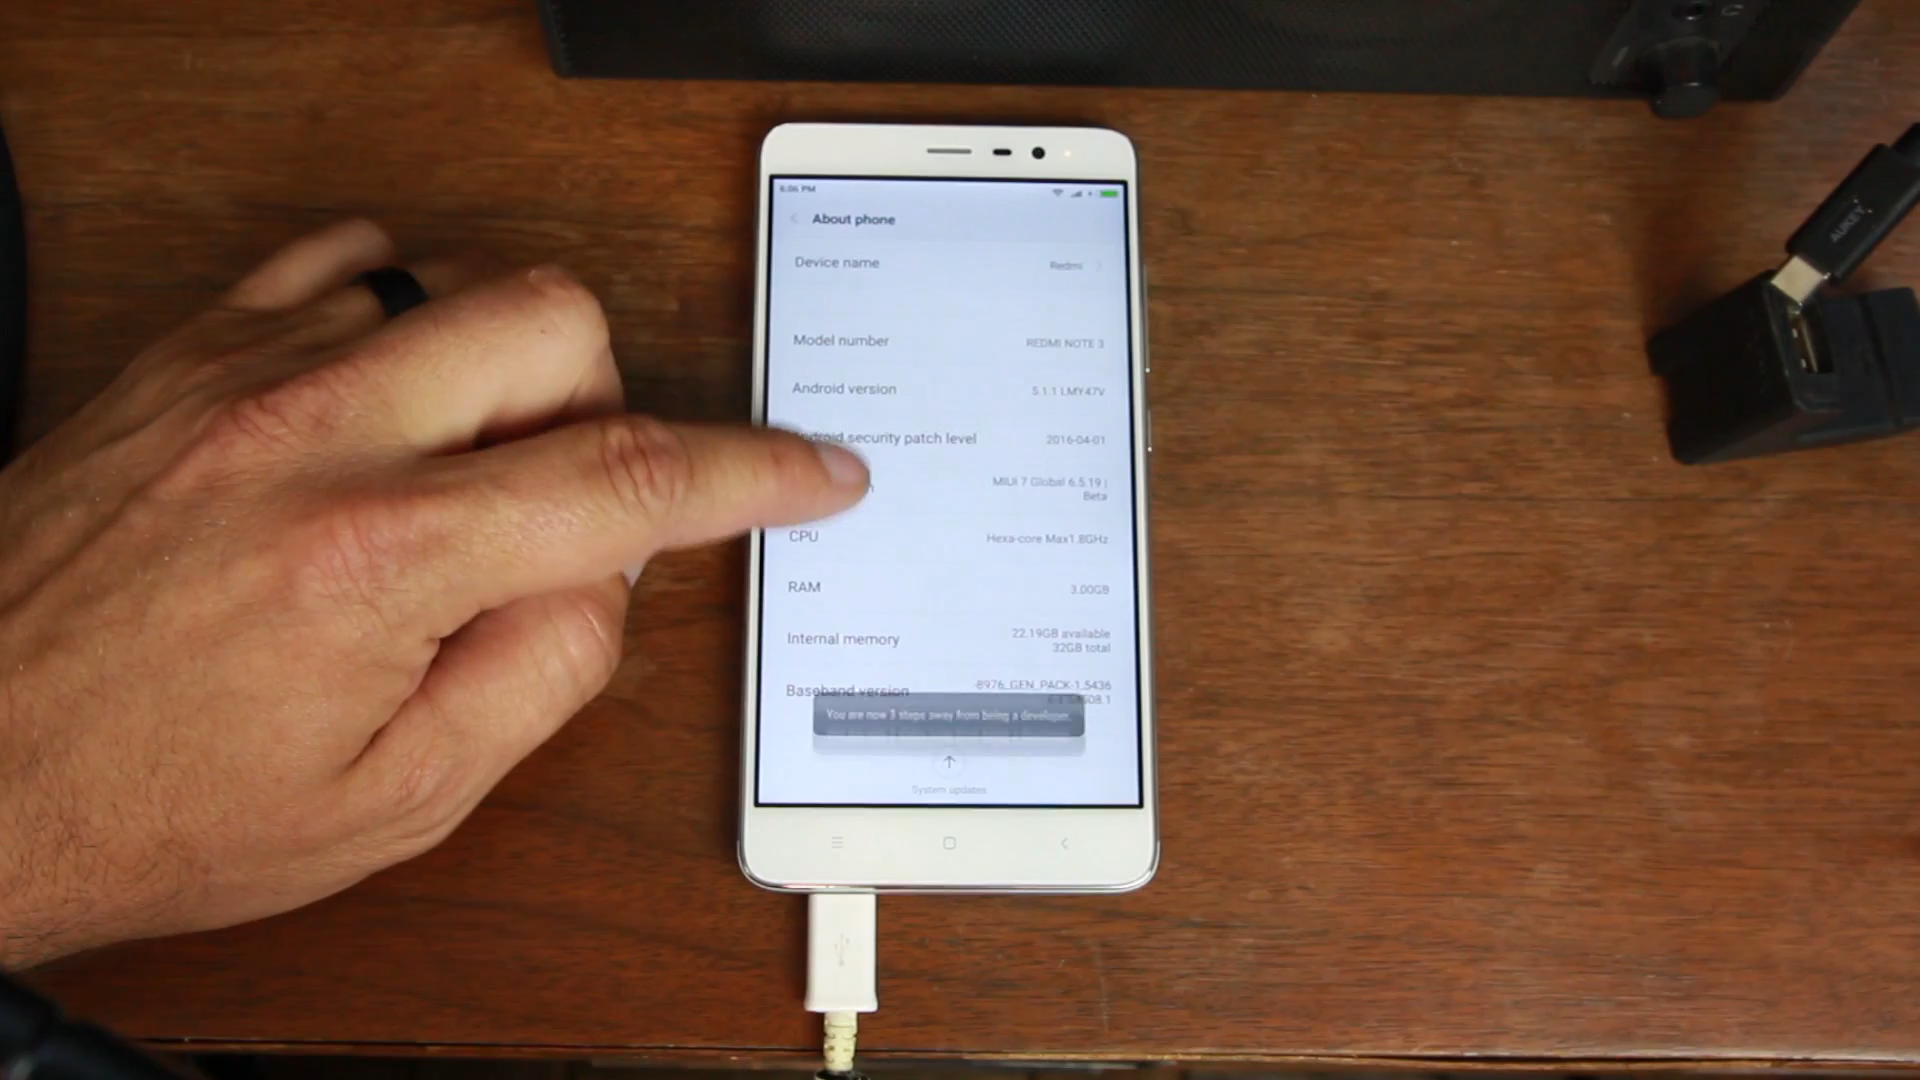 6:06 PM
About phone
Device name Redmi
Model number REDMI NOTE 3
Android version 5.1.1 LMY47V
Android security patch level 2016-04-01
MIUI 7 Global 6.5.19 |
Beta
CPU Hexa-core Max1.8GHz
RAM 3.00GB
Internal memory 22.19GB available
32GB total
Baseband version -8976_GEN_PACK-1.5436
You are now 3 steps away from being a developer.
System updates
AUKEY